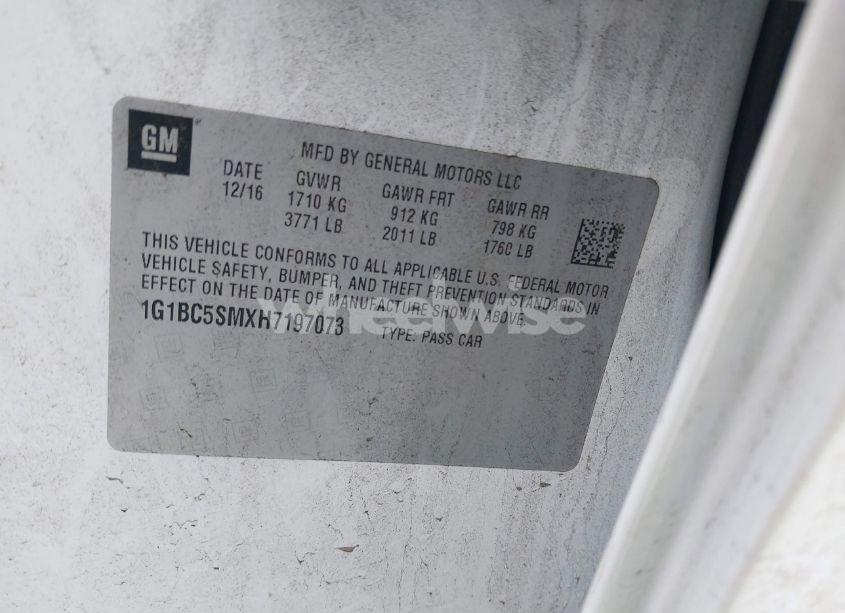 GM
MFD BY GENERAL MOTORS LLC
DATE GVWR GAWR FRT GAWR RR
12/16 1710 KG 912 KG 798 KG
3771 LB 2011 LB 1760 LB
THIS VEHICLE CONFORMS TO ALL APPLICABLE U.S. FEDERAL MOTOR
VEHICLE SAFETY, BUMPER, AND THEFT PREVENTION STANDARDS IN
EFFECT ON THE DATE OF MANUFACTURE SHOWN ABOVE.
1G1BC5SMXH7197073 TYPE: PASS CAR
wheelwise